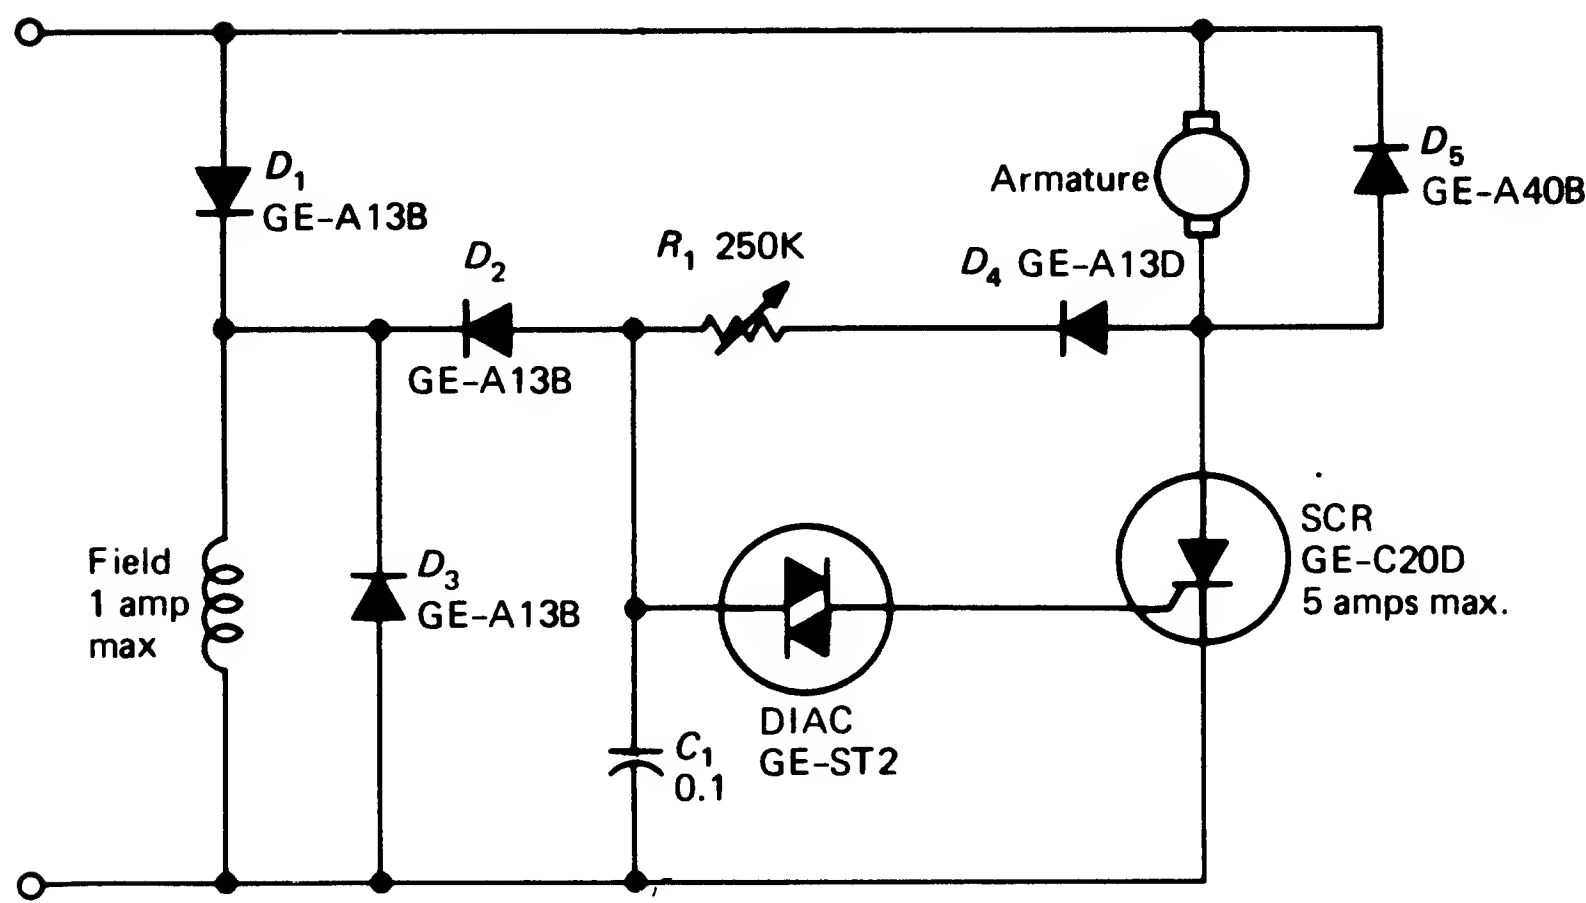 D1
GE-A13B
D2
GE-A13B
R1 250K
D4 GE-A13D
Armature
D5
GE-A40B
Field
1 amp
max
D3
GE-A13B
C1
0.1
DIAC
GE-ST2
SCR
GE-C20D
5 amps max.